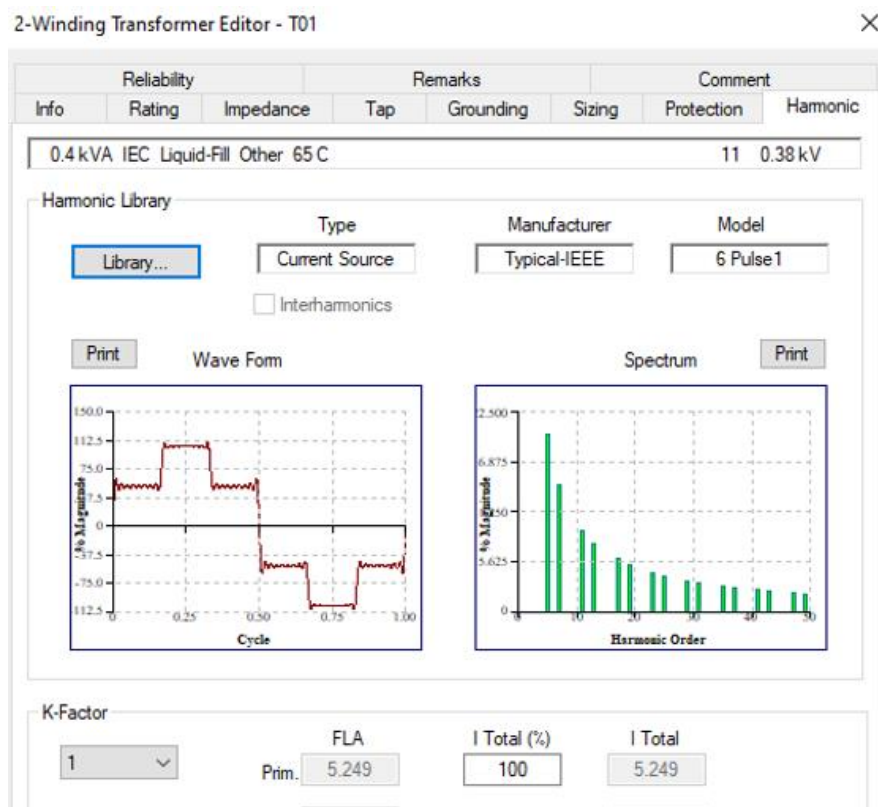 2-Winding Transformer Editor - T01
Reliability Remarks Comment
Info Rating Impedance Tap Grounding Sizing Protection Harmonic
0.4 kVA IEC Liquid-Fill Other 65 C 11 0.38 kV
Harmonic Library
Type Manufacturer Model
Library... Current Source Typical-IEEE 6 Pulse1
Interharmonics
Print Wave Form Spectrum Print
150.0
112.5
75.0
37.5
0
-37.5
-75.0
-112.5
% Magnitude
0 0.25 0.50 0.75 1.00
Cycle
22.500
16.875
11.250
5.625
0
% Magnitude
0 10 20 30 40 50
Harmonic Order
K-Factor
FLA I Total (%) I Total
1 Prim. 5.249 100 5.249